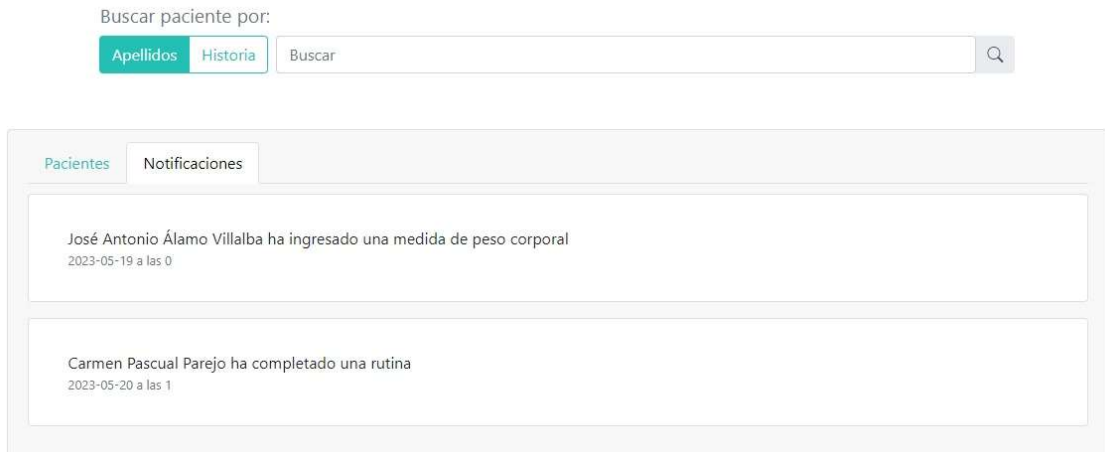 Buscar paciente por:
Apellidos Historia Buscar
Pacientes Notificaciones
José Antonio Álamo Villalba ha ingresado una medida de peso corporal
2023-05-19 a las 0
Carmen Pascual Parejo ha completado una rutina
2023-05-20 a las 1